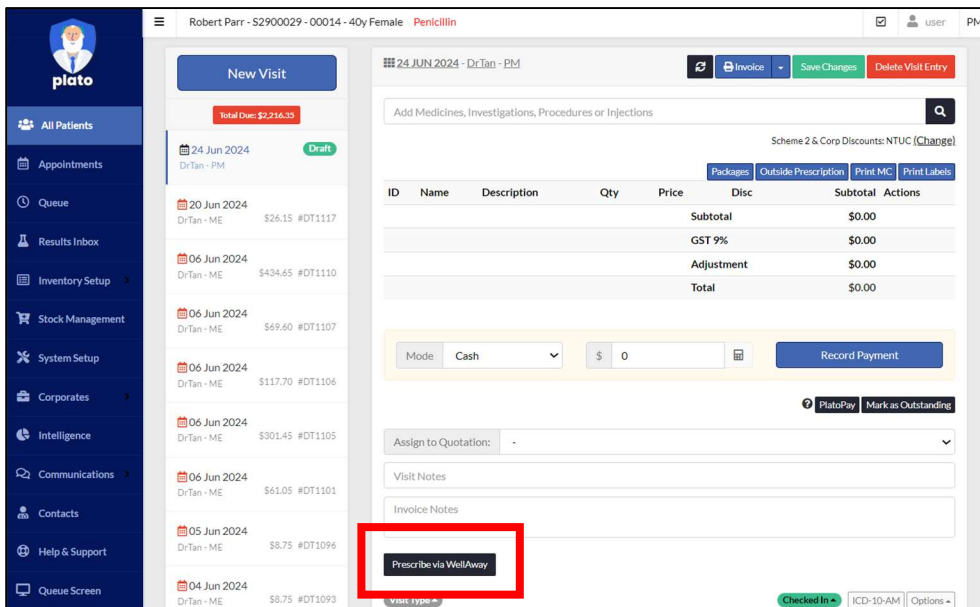 Robert Parr - S2900029 - 00014 - 40y Female Penicillin
user
PM
plato
All Patients
Appointments
Queue
Results Inbox
Inventory Setup
Stock Management
System Setup
Corporates
Intelligence
Communications
Contacts
Help & Support
Queue Screen
New Visit
Total Due: $2,216.35
24 Jun 2024 Draft
DrTan - PM
20 Jun 2024
DrTan - ME $26.15 #DT1117
06 Jun 2024
DrTan - ME $434.65 #DT1110
06 Jun 2024
DrTan - ME $69.60 #DT1107
06 Jun 2024
DrTan - ME $117.70 #DT1106
06 Jun 2024
DrTan - ME $301.45 #DT1105
06 Jun 2024
DrTan - ME $61.05 #DT1101
05 Jun 2024
DrTan - ME $8.75 #DT1096
04 Jun 2024
DrTan - ME $8.75 #DT1093
24 JUN 2024 - DrTan - PM
Invoice Save Changes Delete Visit Entry
Add Medicines, Investigations, Procedures or Injections
Scheme 2 & Corp Discounts: NTUC (Change)
Packages Outside Prescription Print MC Print Labels
ID Name Description Qty Price Disc Subtotal Actions
Subtotal $0.00
GST 9% $0.00
Adjustment $0.00
Total $0.00
Mode Cash $ 0 Record Payment
PlatoPay Mark as Outstanding
Assign to Quotation: -
Visit Notes
Invoice Notes
Prescribe via WellAway
Visit Type
Checked In ICD-10-AM Options